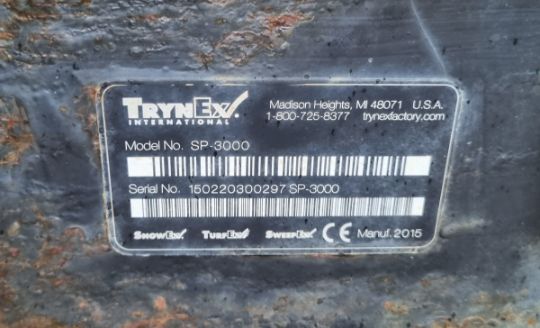 TRYNEX
INTERNATIONAL
Madison Heights, MI 48071 U.S.A.
1-800-725-8377 trynexfactory.com
Model No. SP-3000
Serial No. 150220300297 SP-3000
SNOWEX TURFEX SWEEPEX CE Manuf. 2015